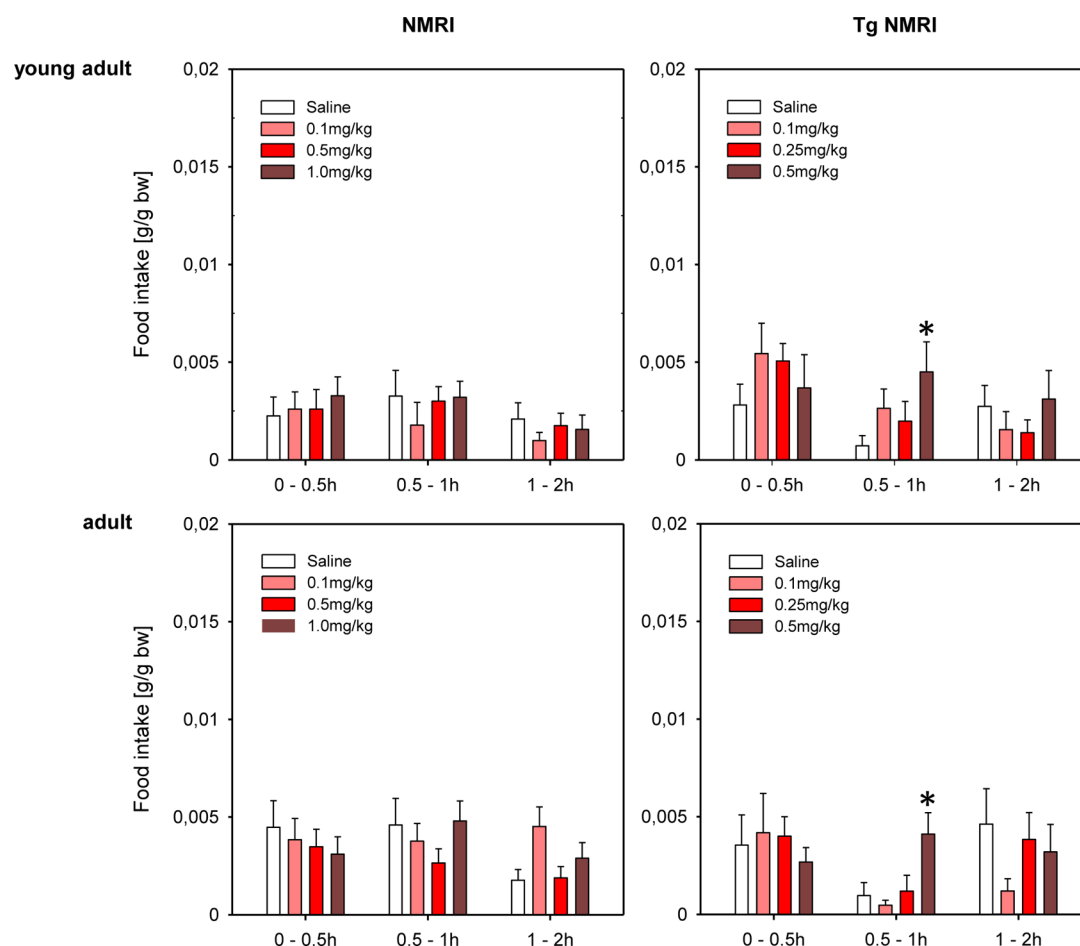 NMRI
Tg NMRI
young adult
Food intake [g/g bw]
0,02
0,015
0,01
0,005
0
Saline
0.1mg/kg
0.5mg/kg
1.0mg/kg
0 - 0.5h
0.5 - 1h
1 - 2h
0,02
0,015
0,01
0,005
0
Saline
0.1mg/kg
0.25mg/kg
0.5mg/kg
*
0 - 0.5h
0.5 - 1h
1 - 2h
adult
Food intake [g/g bw]
0,02
0,015
0,01
0,005
0
Saline
0.1mg/kg
0.5mg/kg
1.0mg/kg
0 - 0.5h
0.5 - 1h
1 - 2h
0,02
0,015
0,01
0,005
0
Saline
0.1mg/kg
0.25mg/kg
0.5mg/kg
*
0 - 0.5h
0.5 - 1h
1 - 2h